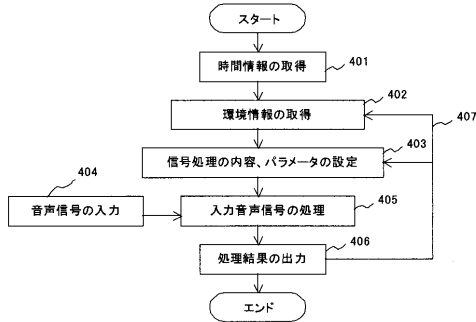 スタート
時間情報の取得
401
環境情報の取得
402
407
信号処理の内容、パラメータの設定
403
404
音声信号の入力
入力音声信号の処理
405
処理結果の出力
406
エンド